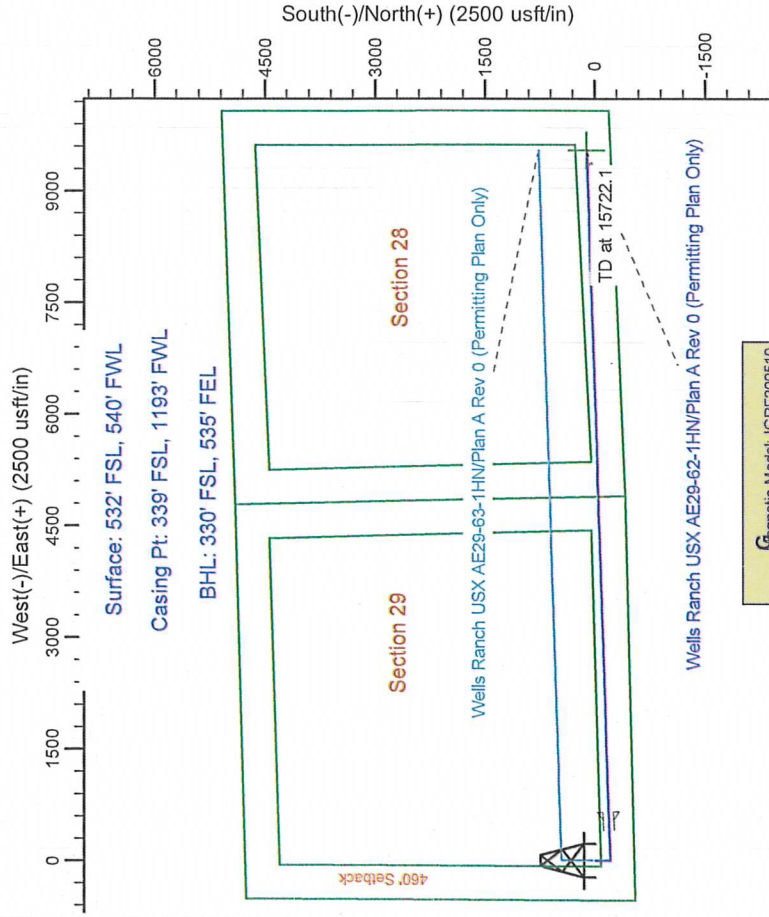 South(-)/North(+) (2500 usft/in)
6000
4500
3000
1500
0
-1500
West(-)/East(+) (2500 usft/in)
9000
7500
6000
4500
3000
1500
0
Surface: 532' FSL, 540' FWL
Casing Pt: 339' FSL, 1193' FWL
BHL: 330' FSL, 535' FEL
Section 28
Section 29
460' Setback
Wells Ranch USX AE29-63-1HN/Plan A Rev 0 (Permitting Plan Only)
TD at 15722.1
Wells Ranch USX AE29-62-1HN/Plan A Rev 0 (Permitting Plan Only)
G